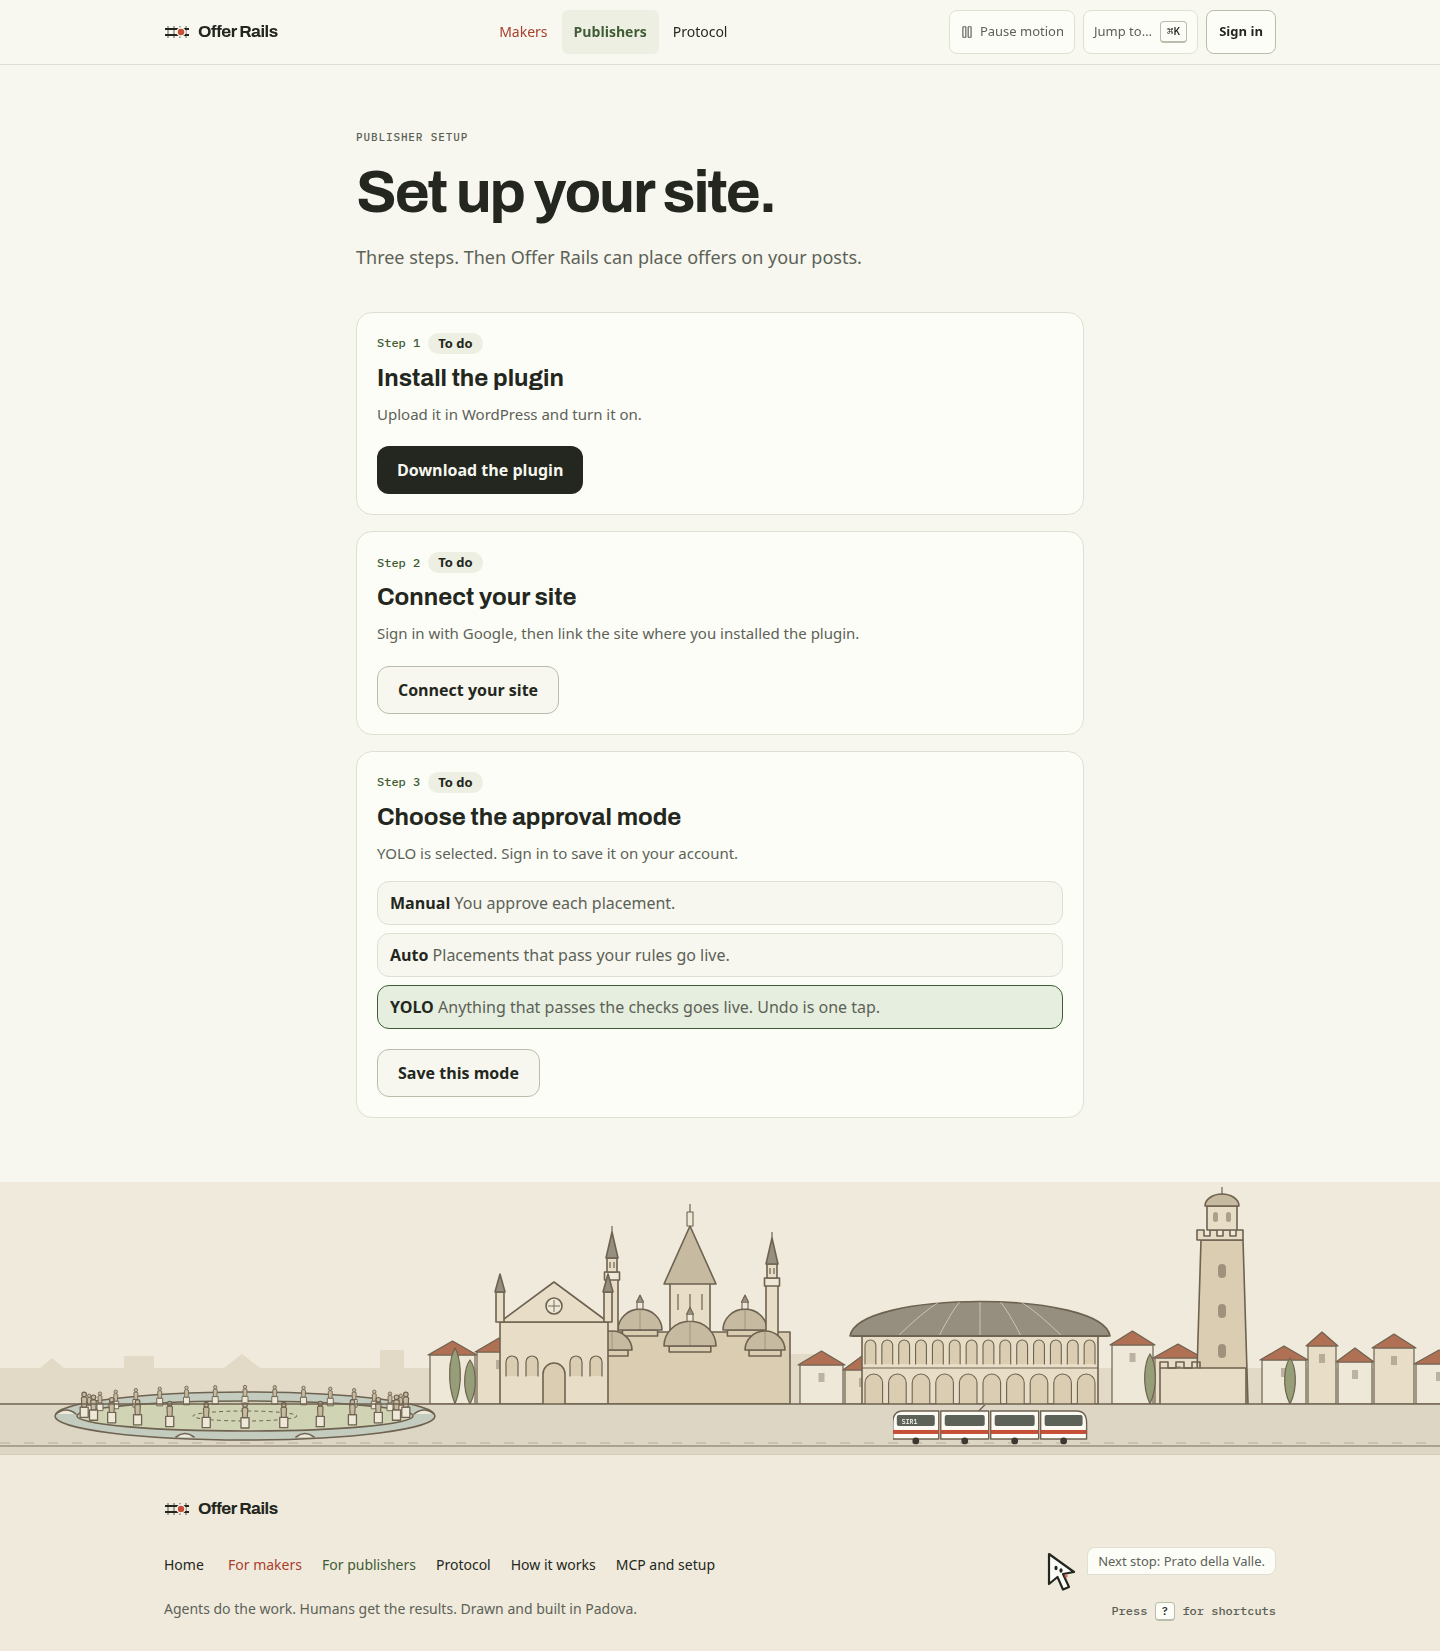 Offer Rails
Makers
Publishers
Protocol
Pause motion
Jump to... ⌘K
Sign in
PUBLISHER SETUP
Set up your site.
Three steps. Then Offer Rails can place offers on your posts.
Step 1 To do
Install the plugin
Upload it in WordPress and turn it on.
Download the plugin
Step 2 To do
Connect your site
Sign in with Google, then link the site where you installed the plugin.
Connect your site
Step 3 To do
Choose the approval mode
YOLO is selected. Sign in to save it on your account.
Manual You approve each placement.
Auto Placements that pass your rules go live.
YOLO Anything that passes the checks goes live. Undo is one tap.
Save this mode
SIR1
Offer Rails
Home
For makers
For publishers
Protocol
How it works
MCP and setup
Next stop: Prato della Valle.
Agents do the work. Humans get the results. Drawn and built in Padova.
Press ? for shortcuts